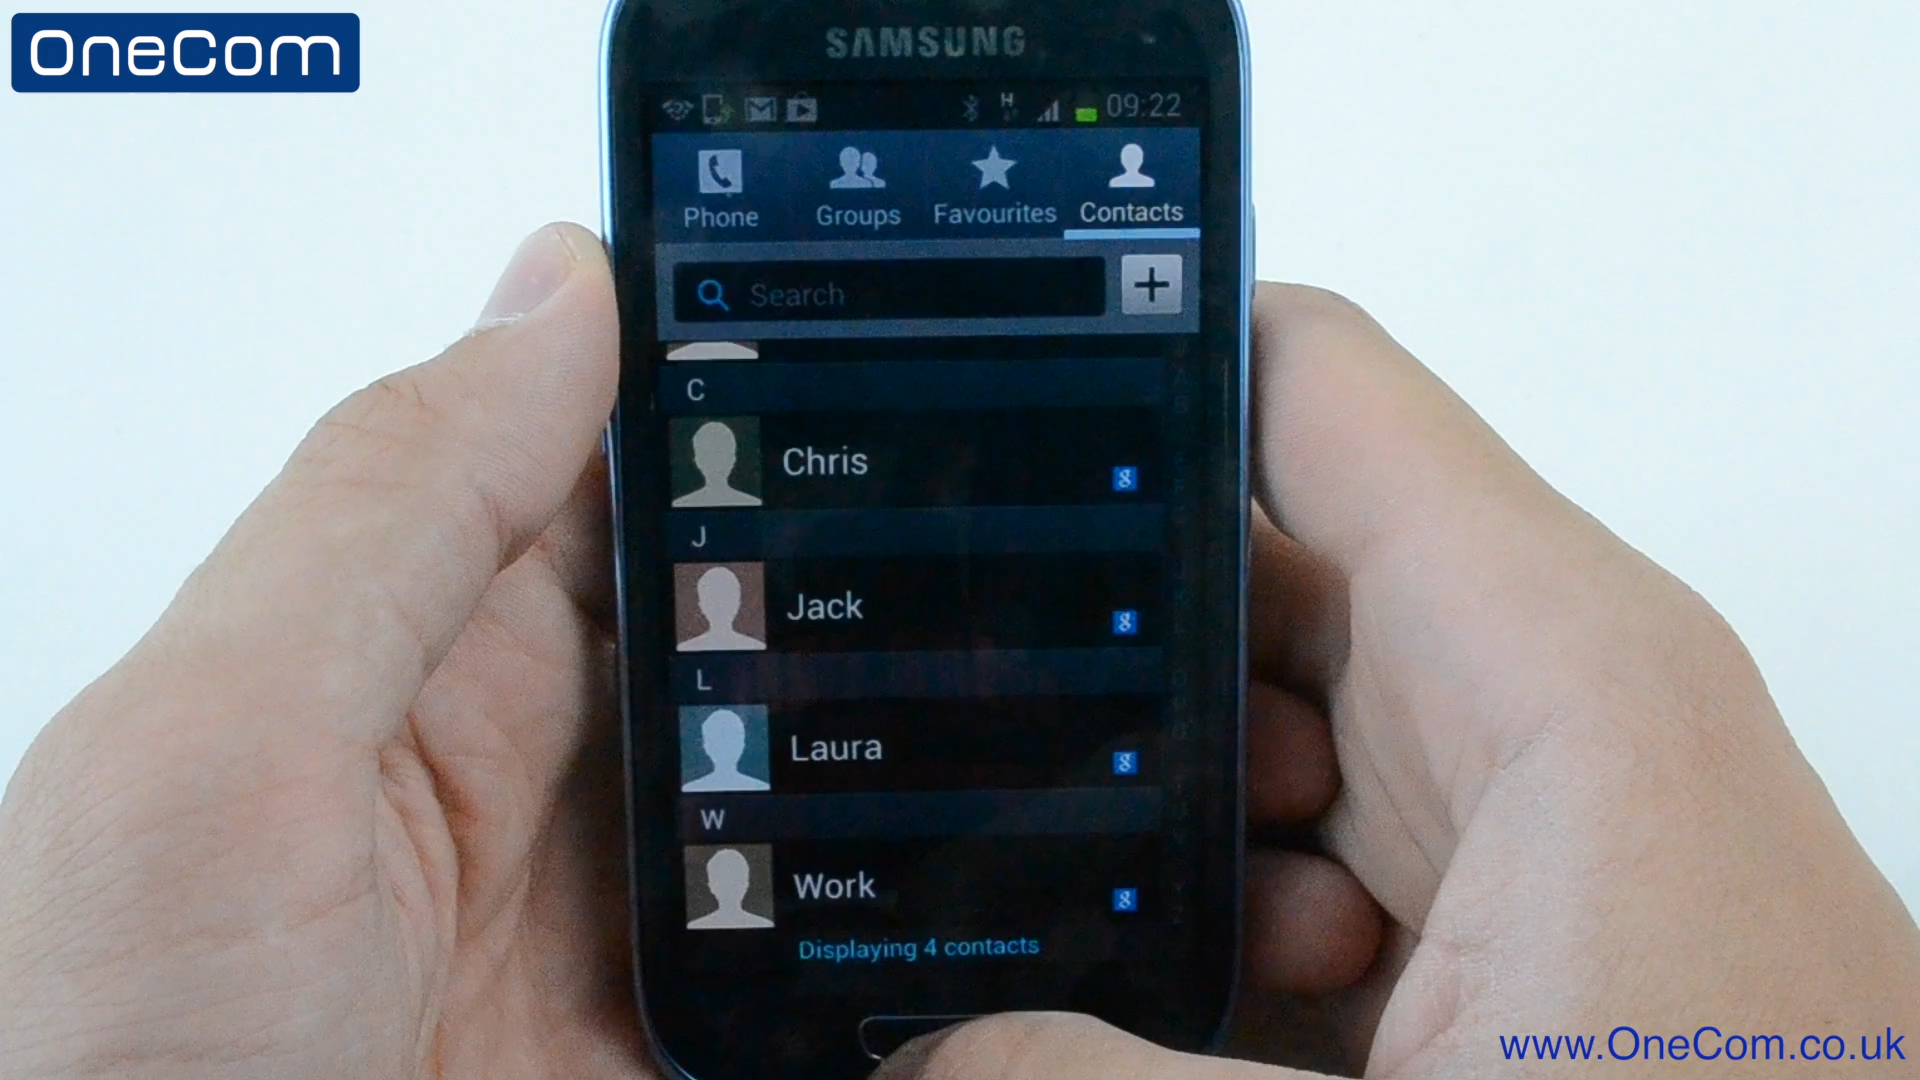 OneCom
SAMSUNG
H
09:22
Phone
Groups
Favourites
Contacts
Search
C
Chris
J
Jack
L
Laura
W
Work
Displaying 4 contacts
www.OneCom.co.uk